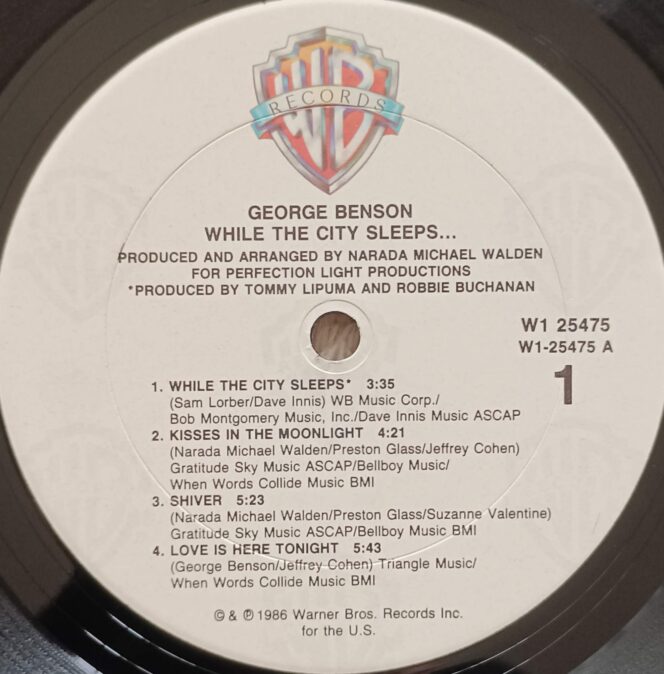 WB
RECORDS
GEORGE BENSON
WHILE THE CITY SLEEPS...
PRODUCED AND ARRANGED BY NARADA MICHAEL WALDEN
FOR PERFECTION LIGHT PRODUCTIONS
*PRODUCED BY TOMMY LIPUMA AND ROBBIE BUCHANAN
W1 25475
W1-25475 A
1
1. WHILE THE CITY SLEEPS* 3:35
(Sam Lorber/Dave Innis) WB Music Corp./
Bob Montgomery Music, Inc./Dave Innis Music ASCAP
2. KISSES IN THE MOONLIGHT 4:21
(Narada Michael Walden/Preston Glass/Jeffrey Cohen)
Gratitude Sky Music ASCAP/Bellboy Music/
When Words Collide Music BMI
3. SHIVER 5:23
(Narada Michael Walden/Preston Glass/Suzanne Valentine)
Gratitude Sky Music ASCAP/Bellboy Music BMI
4. LOVE IS HERE TONIGHT 5:43
(George Benson/Jeffrey Cohen) Triangle Music/
When Words Collide Music BMI
© & ℗ 1986 Warner Bros. Records Inc.
for the U.S.